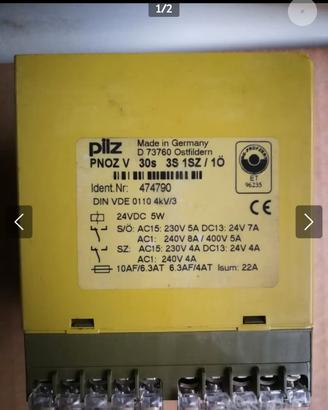 1/2
pilz
Made in Germany
D 73760 Ostfildern
PNOZ V 30s 3S 1SZ / 1Ö
Ident.Nr: 474790
DIN VDE 0110 4kV/3
24VDC 5W
S/Ö: AC15: 230V 5A DC13: 24V 7A
AC1: 240V 8A / 400V 5A
SZ: AC15: 230V 4A DC13: 24V 4A
AC1: 240V 4A
10AF/6.3AT 6.3AF/4AT Isum: 22A
ET
96235
CE